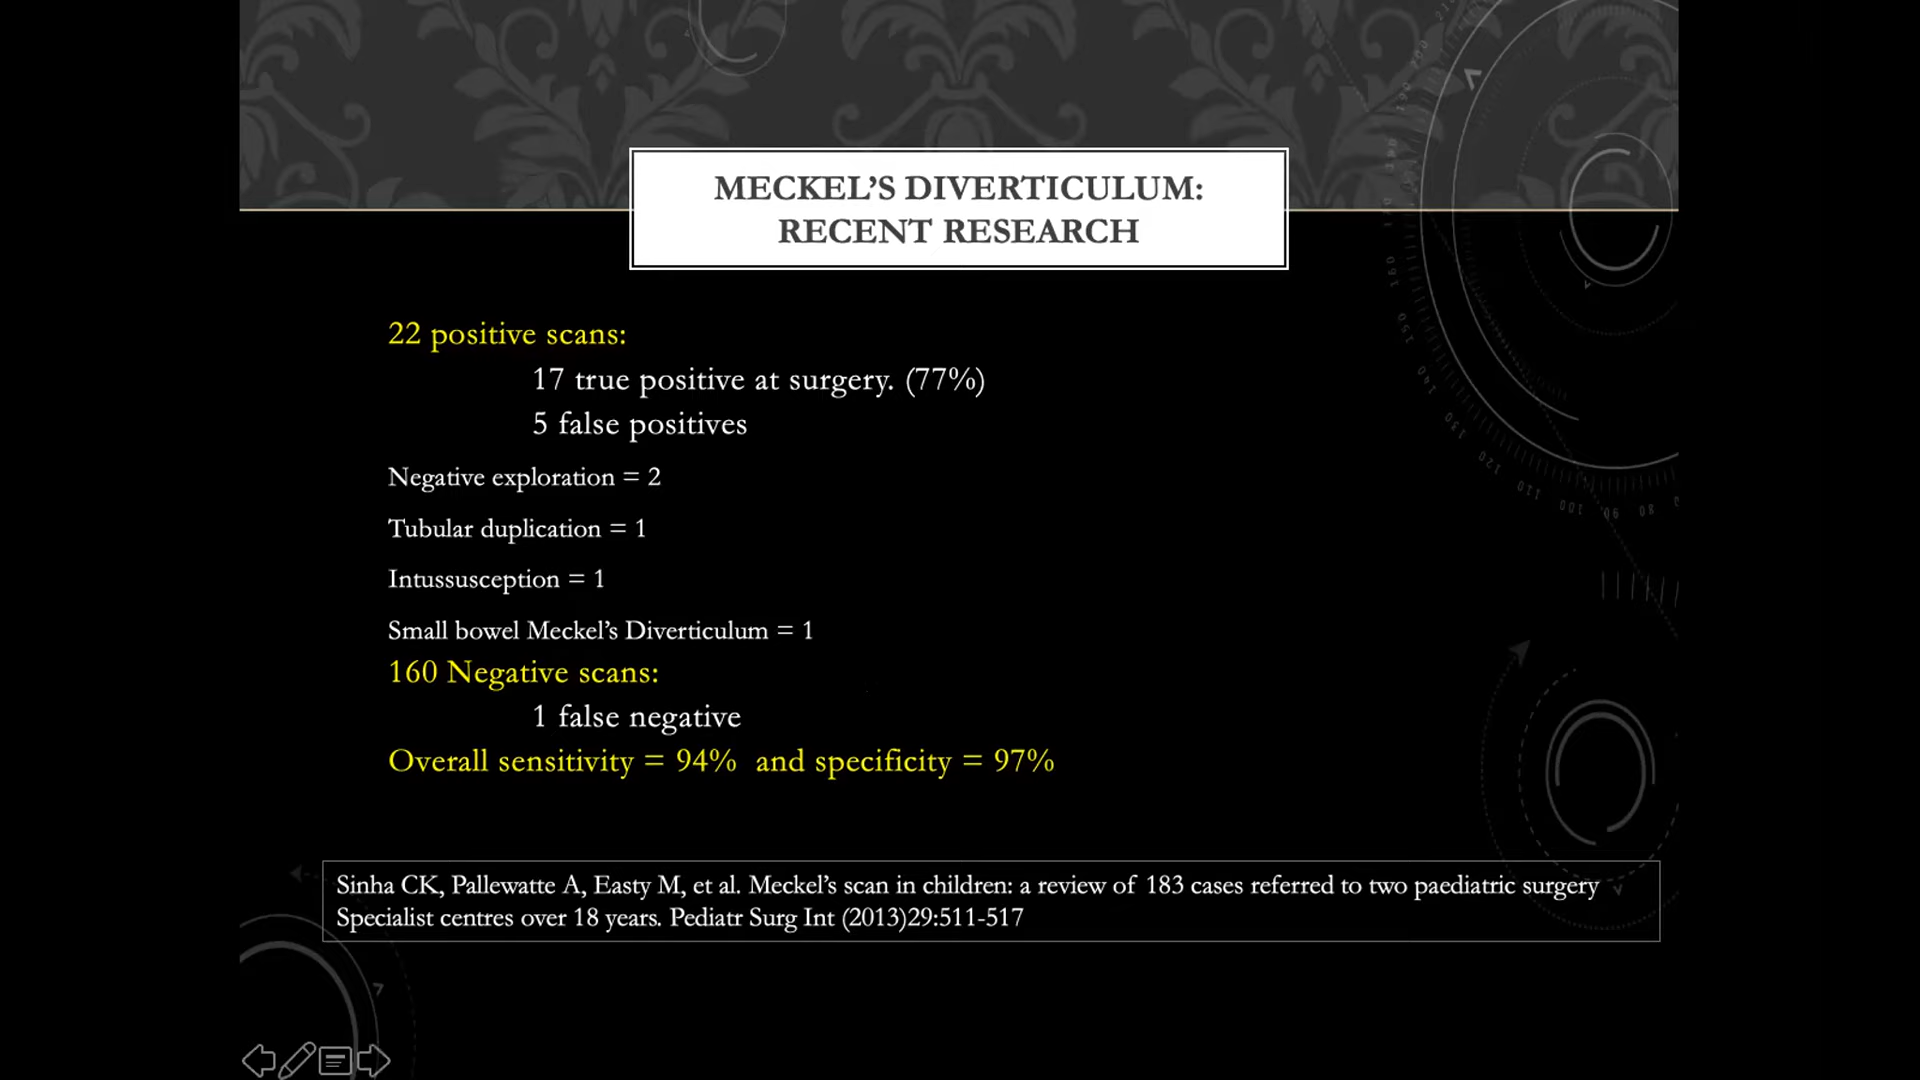 MECKEL’S DIVERTICULUM:
RECENT RESEARCH
22 positive scans:
17 true positive at surgery. (77%)
5 false positives
Negative exploration = 2
Tubular duplication = 1
Intussusception = 1
Small bowel Meckel’s Diverticulum = 1
160 Negative scans:
1 false negative
Overall sensitivity = 94% and specificity = 97%
Sinha CK, Pallewatte A, Easty M, et al. Meckel’s scan in children: a review of 183 cases referred to two paediatric surgery
Specialist centres over 18 years. Pediatr Surg Int (2013)29:511-517